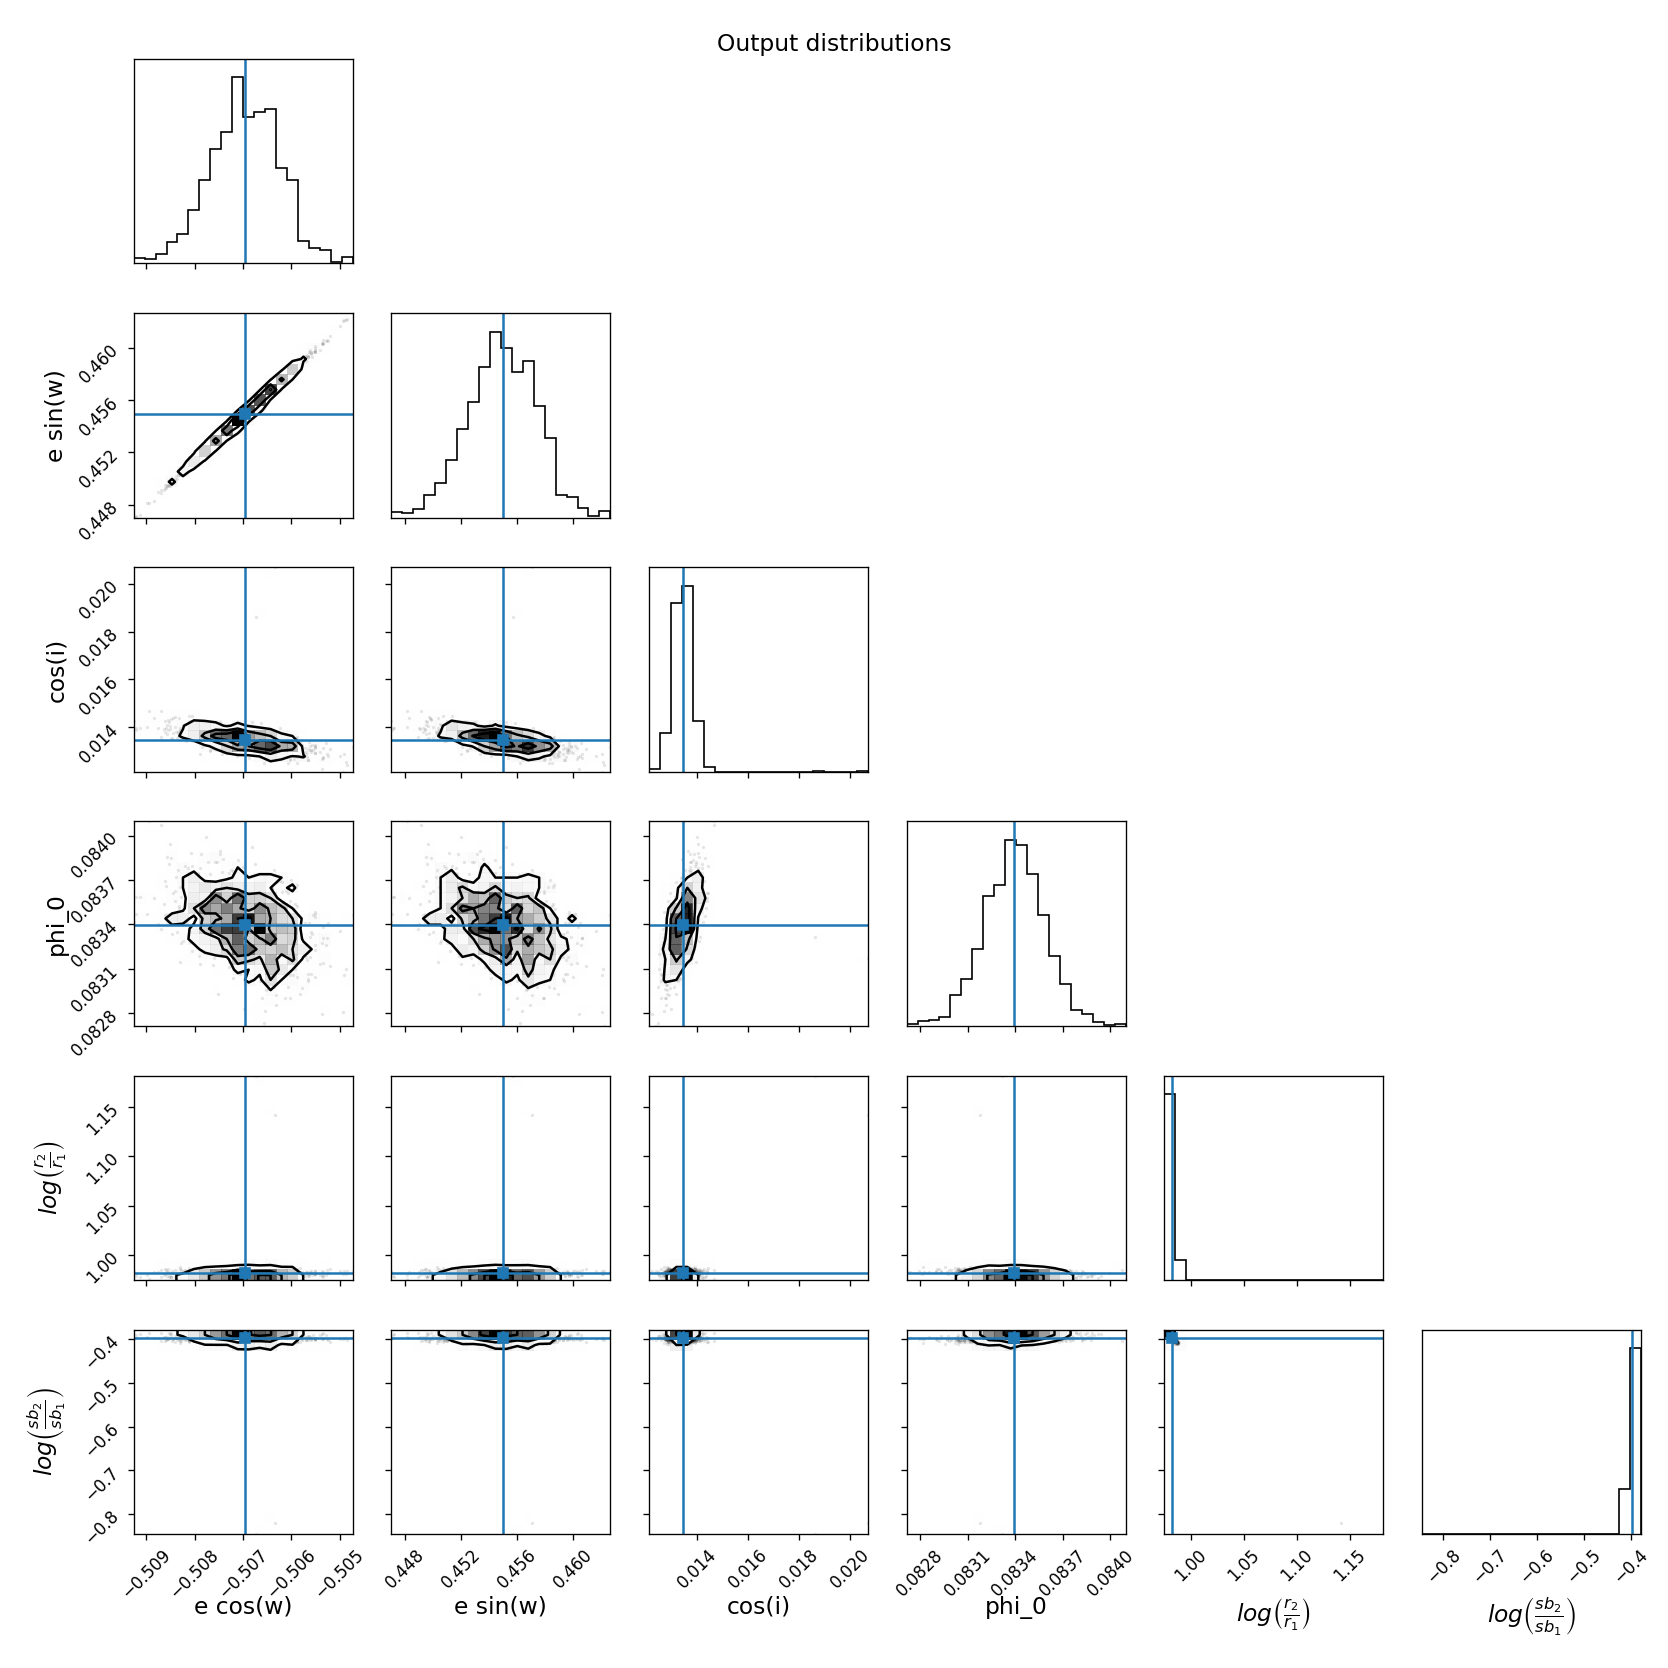 Output distributions
e sin(w)
0.460
0.456
0.452
0.448
cos(i)
0.020
0.018
0.016
0.014
phi_0
0.0840
0.0837
0.0834
0.0831
0.0828
log(r₂/r₁)
1.15
1.10
1.05
1.00
log(sb₂/sb₁)
−0.4
−0.5
−0.6
−0.7
−0.8
−0.509 −0.508 −0.507 −0.506 −0.505
0.448 0.452 0.456 0.460
0.014 0.016 0.018 0.020
0.0828 0.0831 0.0834 0.0837 0.0840
1.00 1.05 1.10 1.15
−0.8 −0.7 −0.6 −0.5 −0.4
e cos(w) e sin(w) cos(i) phi_0 log(r₂/r₁) log(sb₂/sb₁)